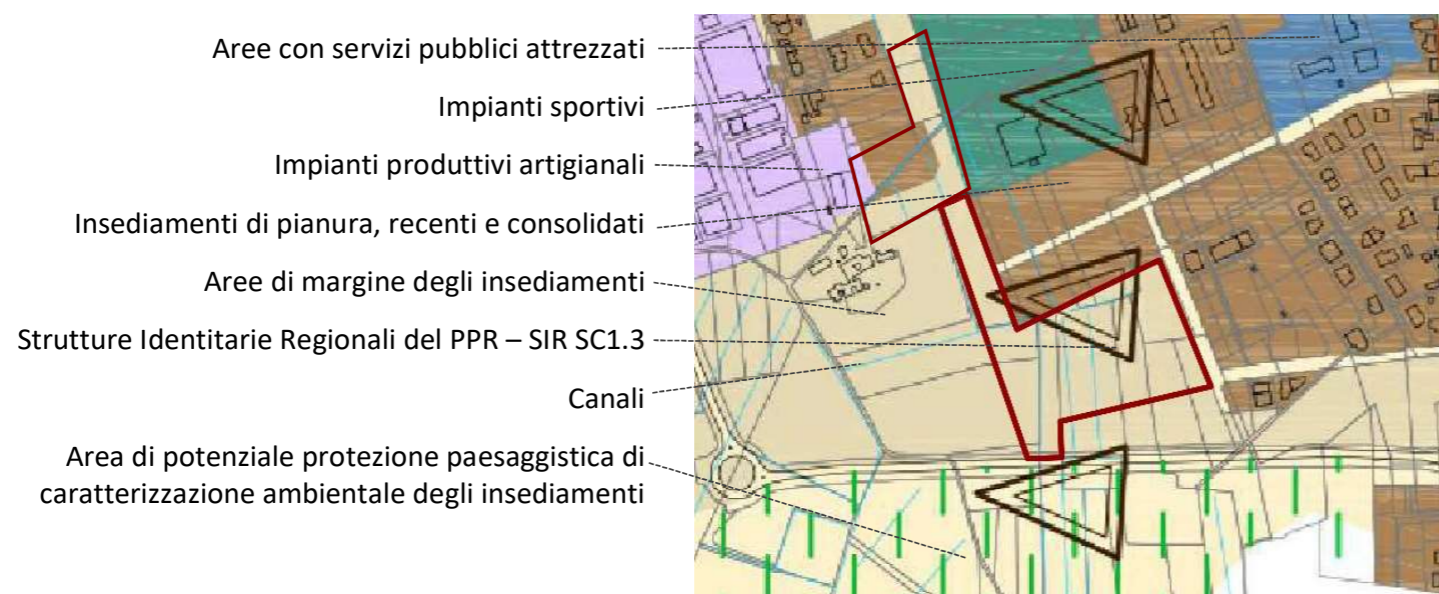 Aree con servizi pubblici attrezzati
Impianti sportivi
Impianti produttivi artigianali
Insediamenti di pianura, recenti e consolidati
Aree di margine degli insediamenti
Strutture Identitarie Regionali del PPR – SIR SC1.3
Canali
Area di potenziale protezione paesaggistica di
caratterizzazione ambientale degli insediamenti